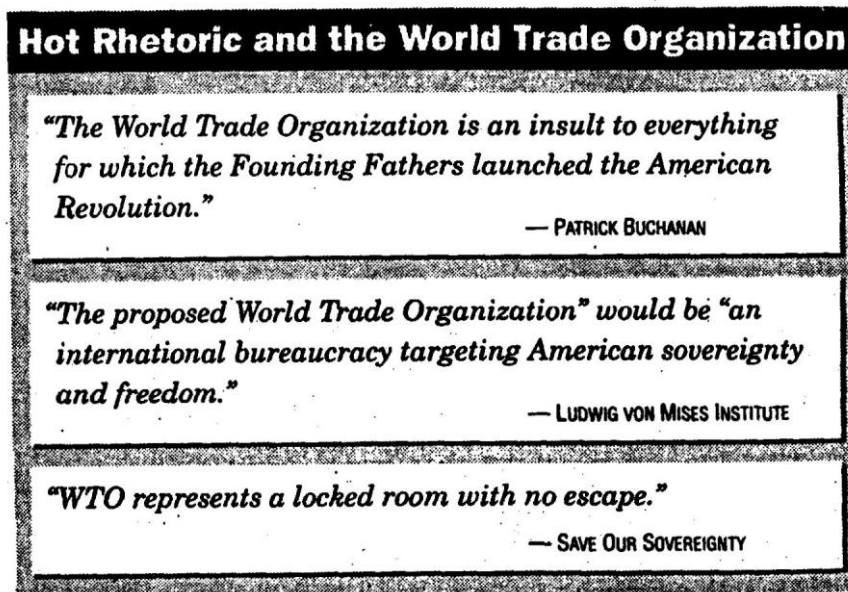 Hot Rhetoric and the World Trade Organization
“The World Trade Organization is an insult to everything
for which the Founding Fathers launched the American
Revolution.”
— PATRICK BUCHANAN
“The proposed World Trade Organization” would be “an
international bureaucracy targeting American sovereignty
and freedom.”
— LUDWIG VON MISES INSTITUTE
“WTO represents a locked room with no escape.”
— SAVE OUR SOVEREIGNTY